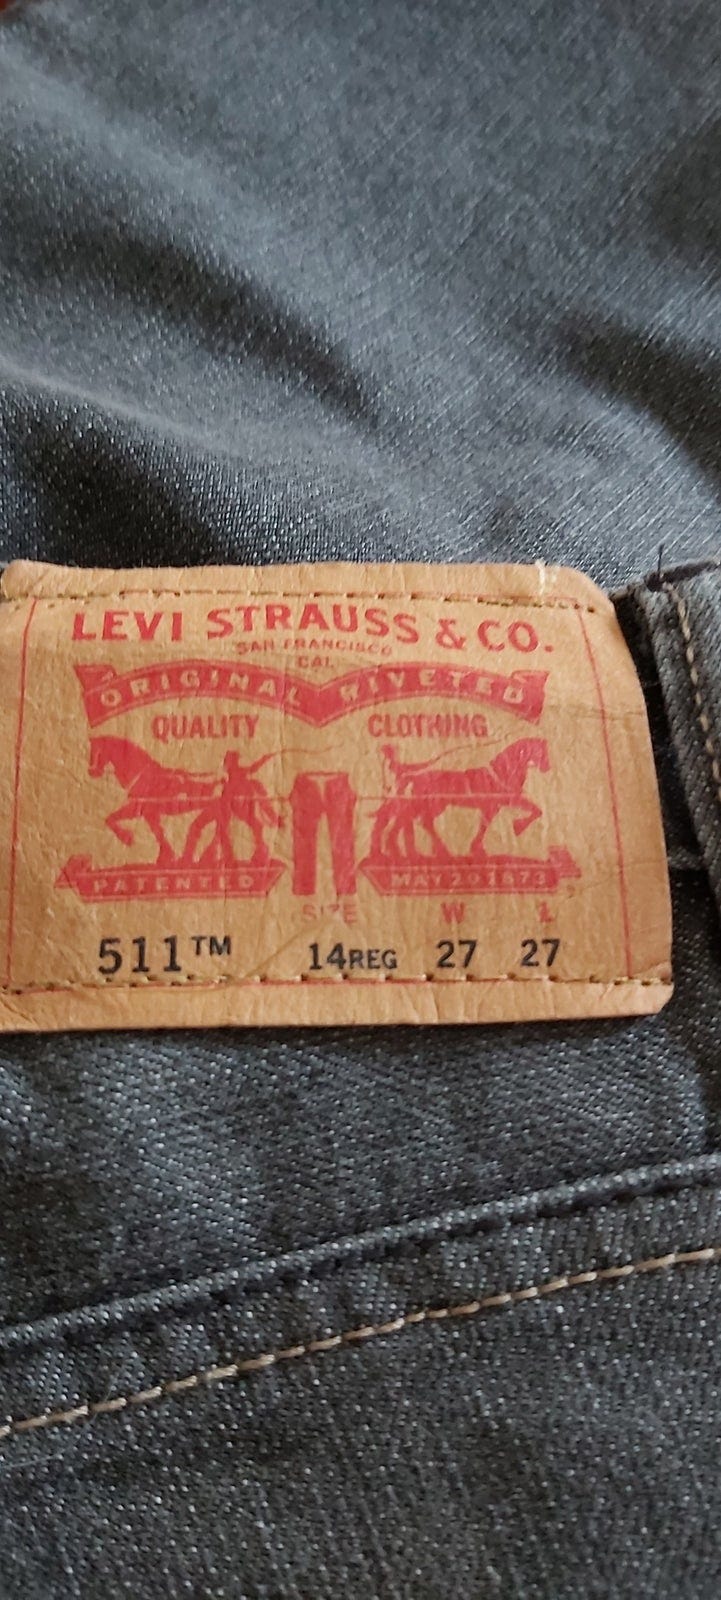 LEVI STRAUSS & CO.
SAN FRANCISCO
CAL
ORIGINAL RIVETED
QUALITY CLOTHING
PATENTED MAY 20 1873
SIZE W L
511™ 14REG 27 27